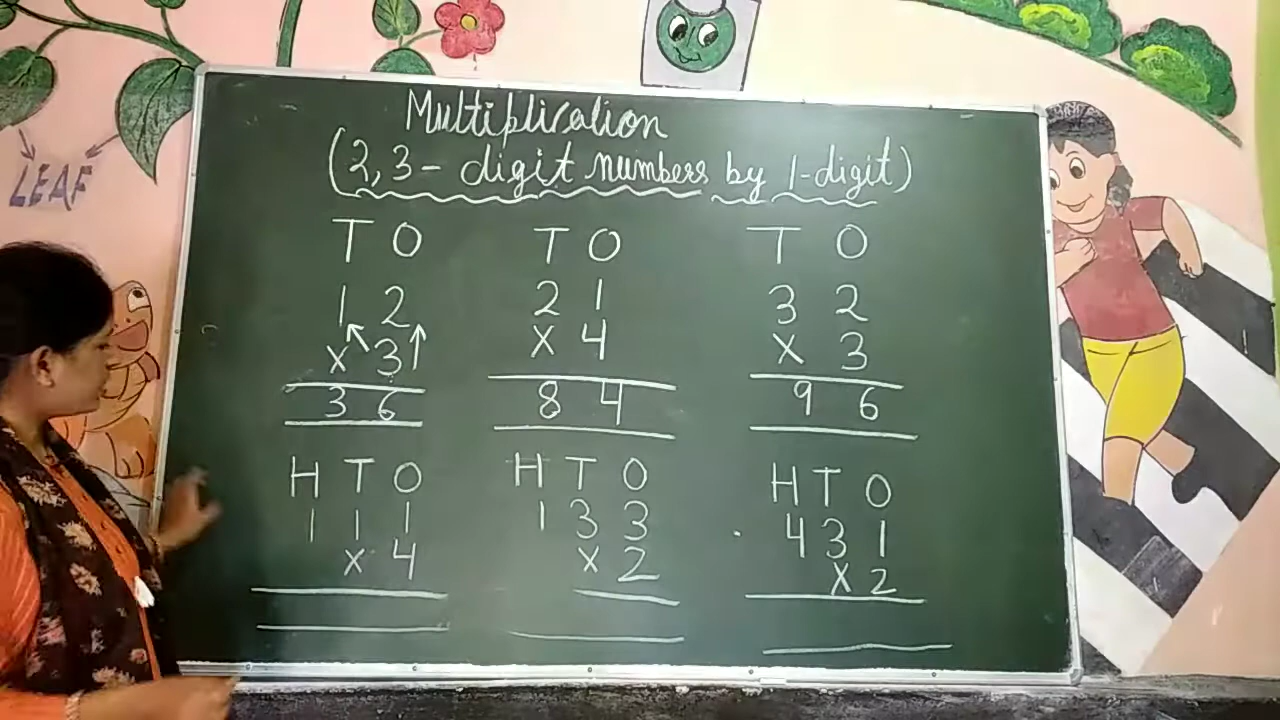 Multiplication
(2,3- digit numbers by 1-digit)
LEAF
T O T O T O
1 2 2 1 3 2
x 3 x 4 x 3
3 6 8 4 9 6
H T O H T O H T O
1 1 1 1 3 3 4 3 1
x 4 x 2 x 2